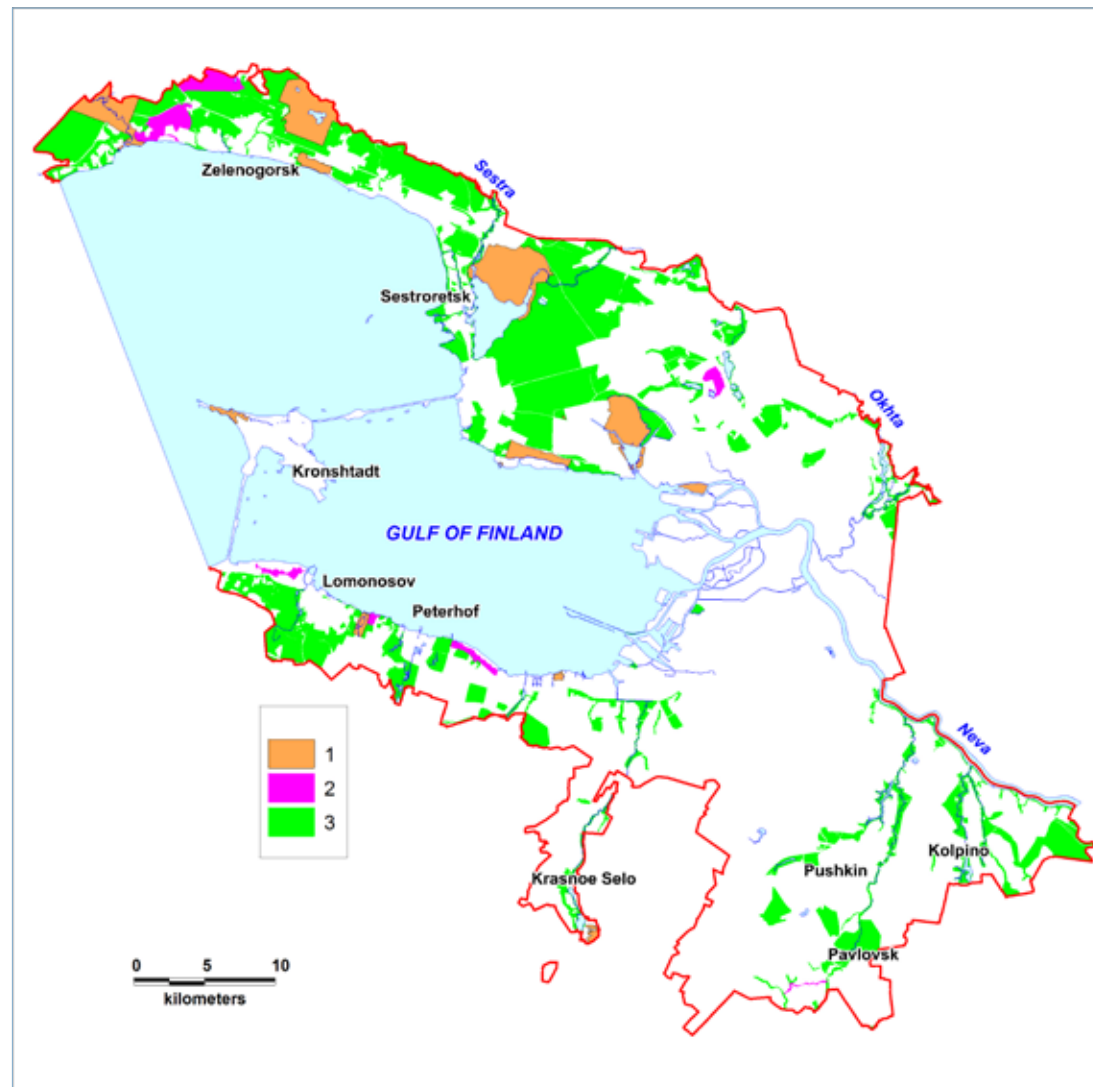 Zelenogorsk
Sestra
Sestroretsk
Okhta
Kronshtadt
GULF OF FINLAND
Lomonosov
Peterhof
1
2
3
Neva
Krasnoe Selo
Pushkin
Kolpino
Pavlovsk
0 5 10
kilometers